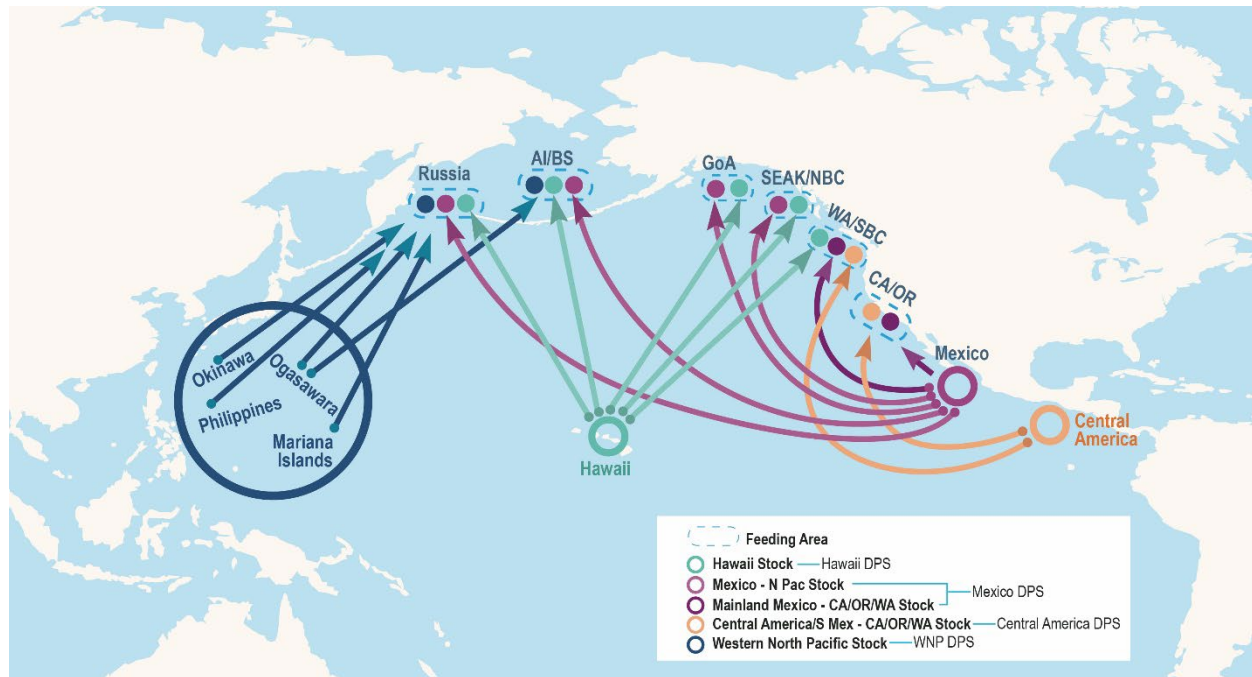 Russia
AI/BS
GoA
SEAK/NBC
WA/SBC
CA/OR
Mexico
Central
America
Okinawa
Ogasawara
Philippines
Mariana
Islands
Hawaii
Feeding Area
Hawaii Stock Hawaii DPS
Mexico - N Pac Stock
Mexico DPS
Mainland Mexico - CA/OR/WA Stock
Central America/S Mex - CA/OR/WA Stock Central America DPS
Western North Pacific Stock WNP DPS